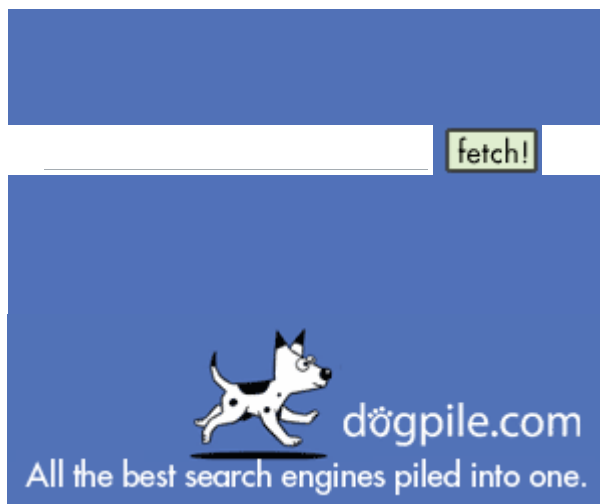 fetch!
dogpile.com
All the best search engines piled into one.